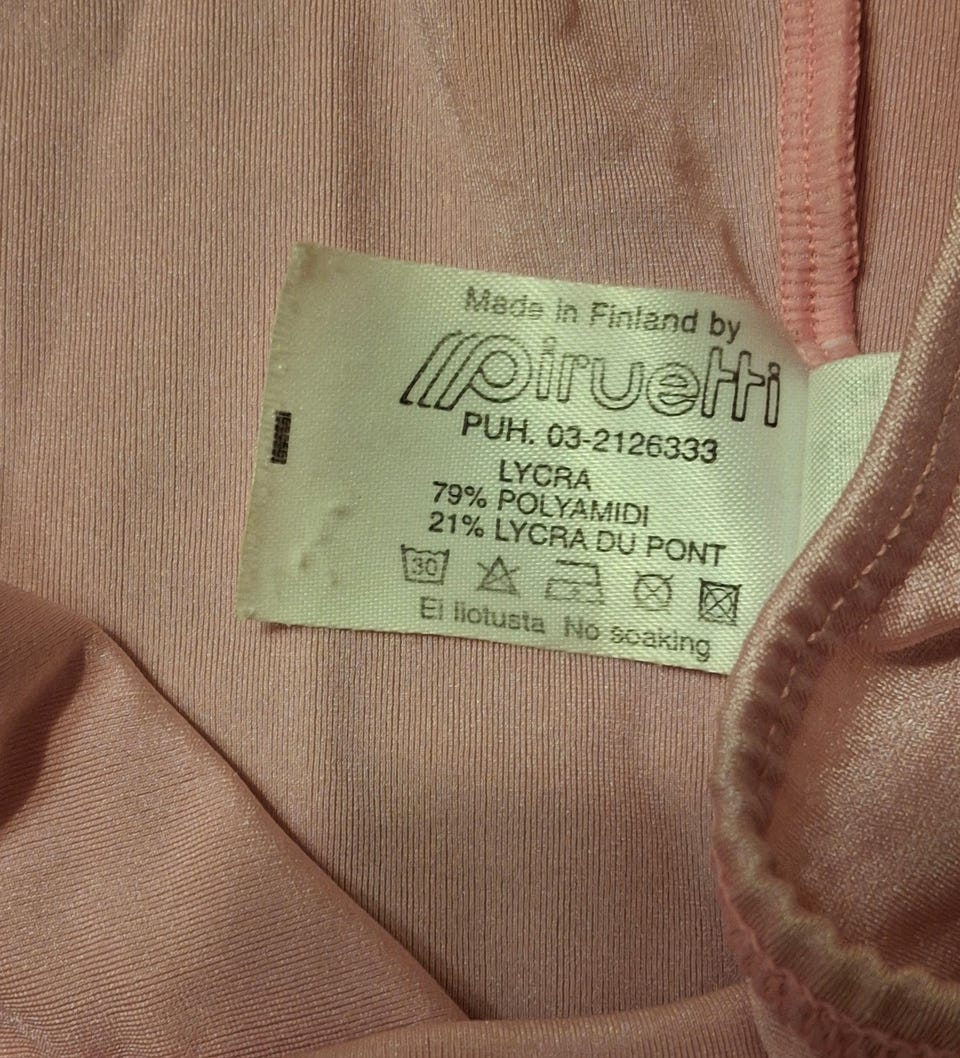 Made in Finland by
piruetti
PUH. 03-2126333
LYCRA
79% POLYAMIDI
21% LYCRA DU PONT
30
Ei liotusta No soaking